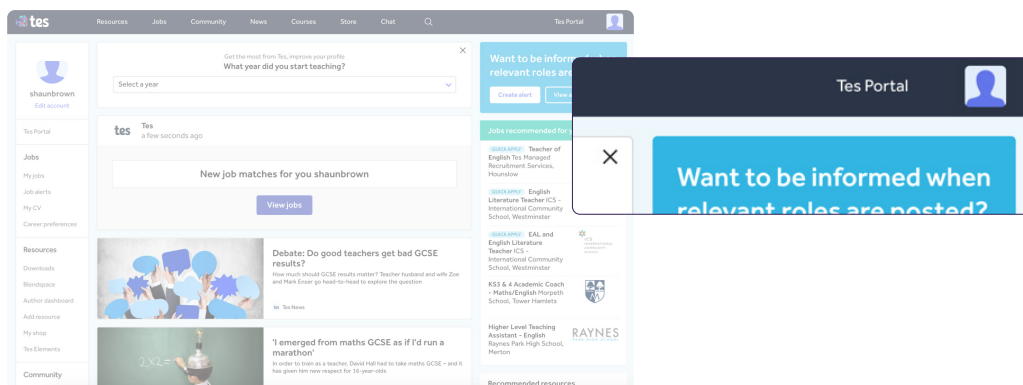 tes
Resources Jobs Community News Courses Store Chat Tes Portal
shaunbrown
Edit account
Tes Portal
Jobs
My jobs
Job alerts
My CV
Career preferences
Resources
Downloads
Blendspace
Author dashboard
Add resource
My shop
Tes Elements
Community
Get the most from Tes, improve your profile
What year did you start teaching?
Select a year
tes
Tes
a few seconds ago
New job matches for you shaunbrown
View jobs
Debate: Do good teachers get bad GCSE
results?
How much should GCSE results matter? Teacher husband and wife Zoe
and Mark Enser go head-to-head to explore the question
tes Tes News
2x2=
'I emerged from maths GCSE as if I'd run a
marathon'
In order to train as a teacher, David Hall had to take maths GCSE – and it
has given him new respect for 16-year-olds
Want to be inform
relevant roles are
Create alert View a
Jobs recommended for y
QUICK APPLY Teacher of
English Tes Managed
Recruitment Services,
Hounslow
QUICK APPLY English
Literature Teacher ICS –
International Community
School, Westminster
QUICK APPLY EAL and
English Literature
Teacher ICS –
International Community
School, Westminster
ICS
INTERNATIONAL
COMMUNITY
SCHOOL
KS3 & 4 Academic Coach
- Maths/English Morpeth
School, Tower Hamlets
Higher Level Teaching
Assistant - English
Raynes Park High School,
Merton
RAYNES
PARK HIGH SCHOOL
Recommended resources
Tes Portal
Want to be informed when
relevant roles are posted?